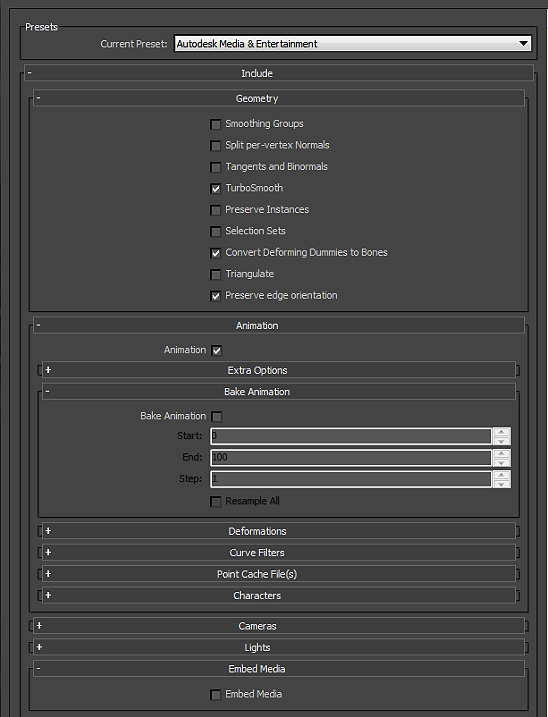 Presets
Current Preset: Autodesk Media & Entertainment
- Include
- Geometry
Smoothing Groups
Split per-vertex Normals
Tangents and Binormals
TurboSmooth
Preserve Instances
Selection Sets
Convert Deforming Dummies to Bones
Triangulate
Preserve edge orientation
- Animation
Animation
+ Extra Options
- Bake Animation
Bake Animation
Start: 0
End: 100
Step: 1
Resample All
+ Deformations
+ Curve Filters
+ Point Cache File(s)
+ Characters
+ Cameras
+ Lights
- Embed Media
Embed Media